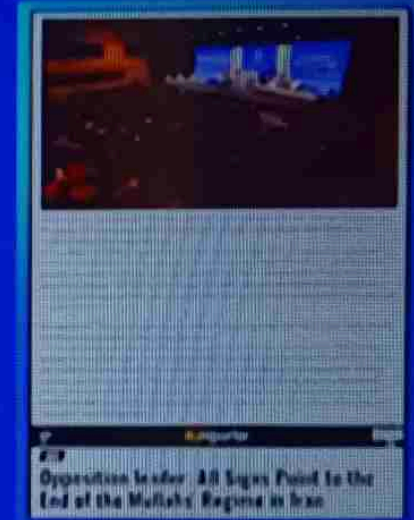 Opposition leader: All Signs Point to the
End of the Mullahs' Regime in Iran